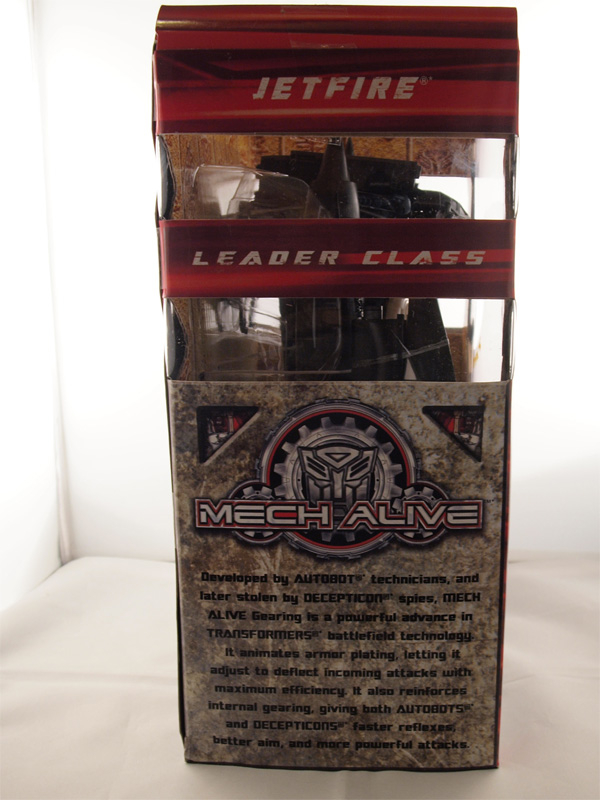 JETFIRE®*
LEADER CLASS
MECH ALIVE
Developed by AUTOBOT®* technicians, and
later stolen by DECEPTICON®* spies, MECH
ALIVE Gearing is a powerful advance in
TRANSFORMERS®* battlefield technology.
It animates armor plating, letting it
adjust to deflect incoming attacks with
maximum efficiency. It also reinforces
internal gearing, giving both AUTOBOTS®*
and DECEPTICONS®* faster reflexes,
better aim, and more powerful attacks.